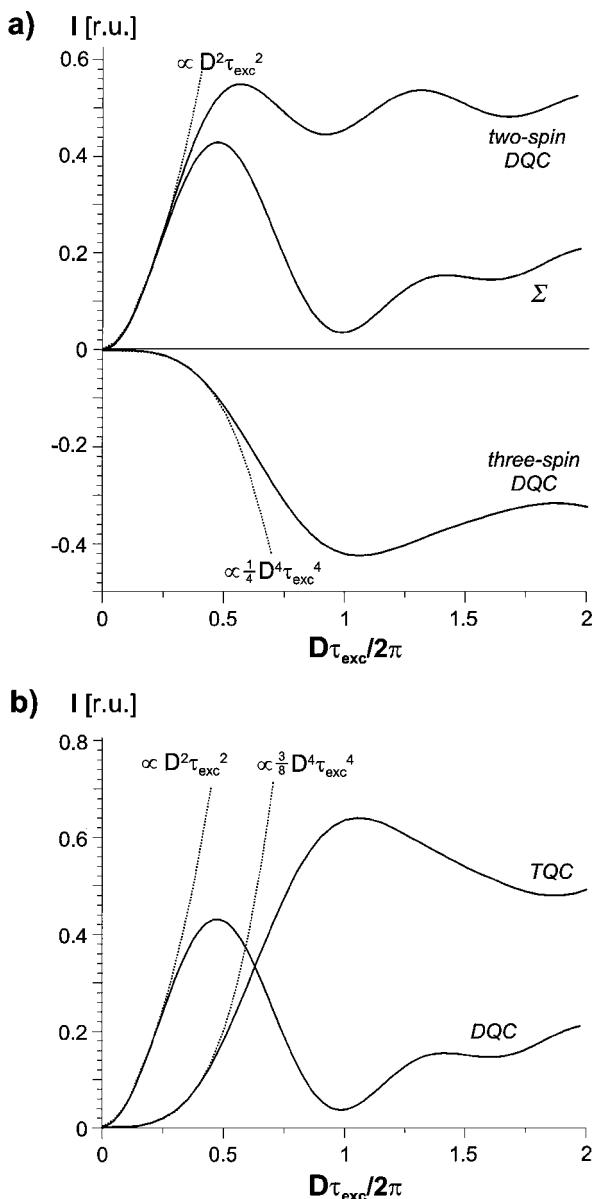 a) I [r.u.]
0.6
∝ D²τexc²
two-spin
DQC
0.4
0.2
Σ
0
-0.2
three-spin
DQC
-0.4
∝ ¼ D⁴τexc⁴
0 0.5 1 1.5 2
Dτexc/2π
b) I [r.u.]
0.8
∝ D²τexc² ∝ ⅜ D⁴τexc⁴
0.6
TQC
0.4
0.2
DQC
0
0 0.5 1 1.5 2
Dτexc/2π